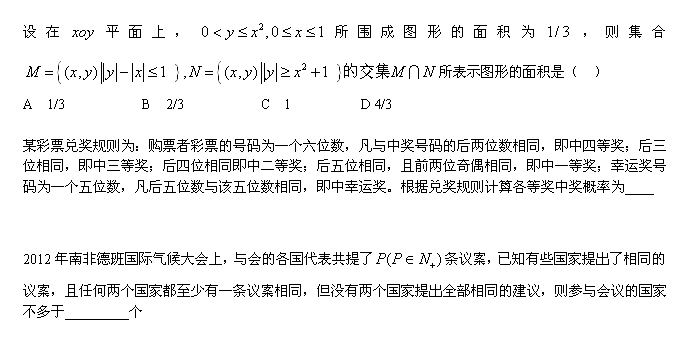 设在 xoy 平面上， 0 < y ≤ x², 0 ≤ x ≤ 1 所围成图形的面积为 1/3 ，则集合
M = { (x, y) | |y| − |x| ≤ 1 } , N = { (x, y) | |y| ≥ x² + 1 } 的交集 M ⋂ N 所表示图形的面积是（ ）
A 1/3 B 2/3 C 1 D 4/3
某彩票兑奖规则为：购票者彩票的号码为一个六位数，凡与中奖号码的后两位数相同，即中四等奖；后三
位相同，即中三等奖；后四位相同即中二等奖；后五位相同，且前两位奇偶相同，即中一等奖；幸运奖号
码为一个五位数，凡后五位数与该五位数相同，即中幸运奖。根据兑奖规则计算各等奖中奖概率为____
2012 年南非德班国际气候大会上，与会的各国代表共提了 P(P ∈ N₊) 条议案，已知有些国家提出了相同的
议案，且任何两个国家都至少有一条议案相同，但没有两个国家提出全部相同的建议，则参与会议的国家
不多于_________个